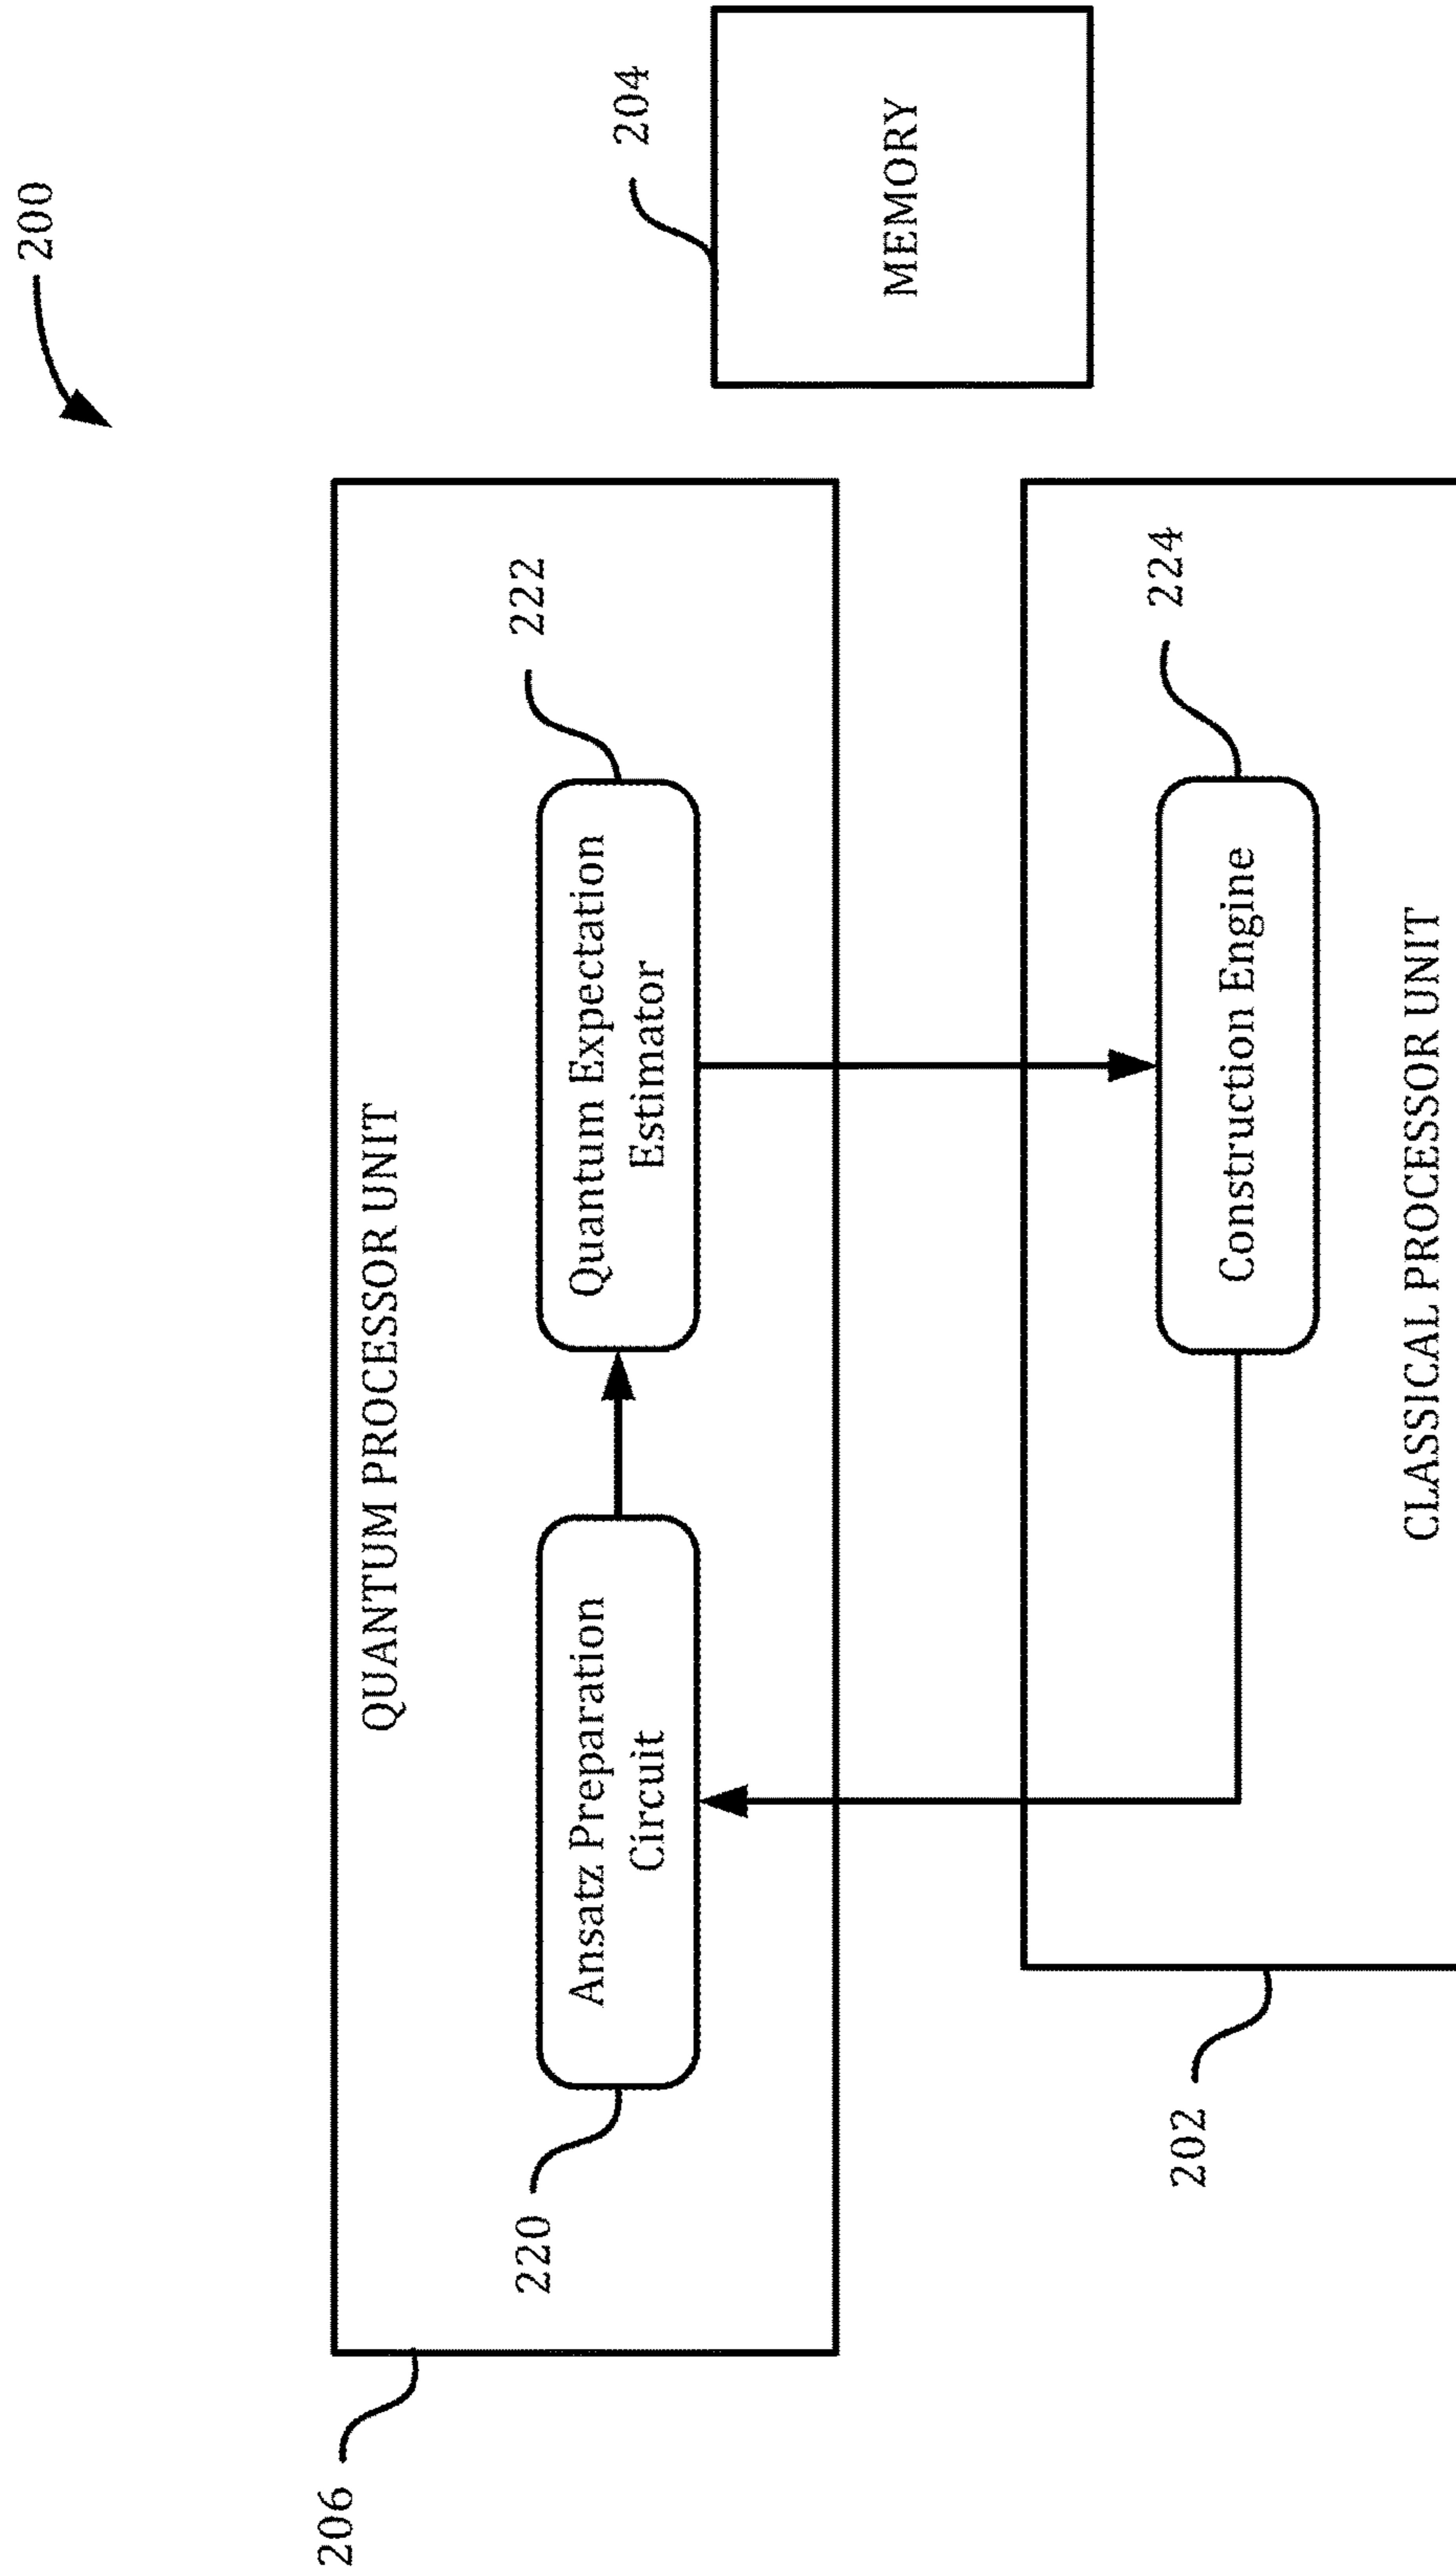 200
206
QUANTUM PROCESSOR UNIT
220
Ansatz Preparation
Circuit
222
Quantum Expectation
Estimator
204
MEMORY
202
224
Construction Engine
CLASSICAL PROCESSOR UNIT